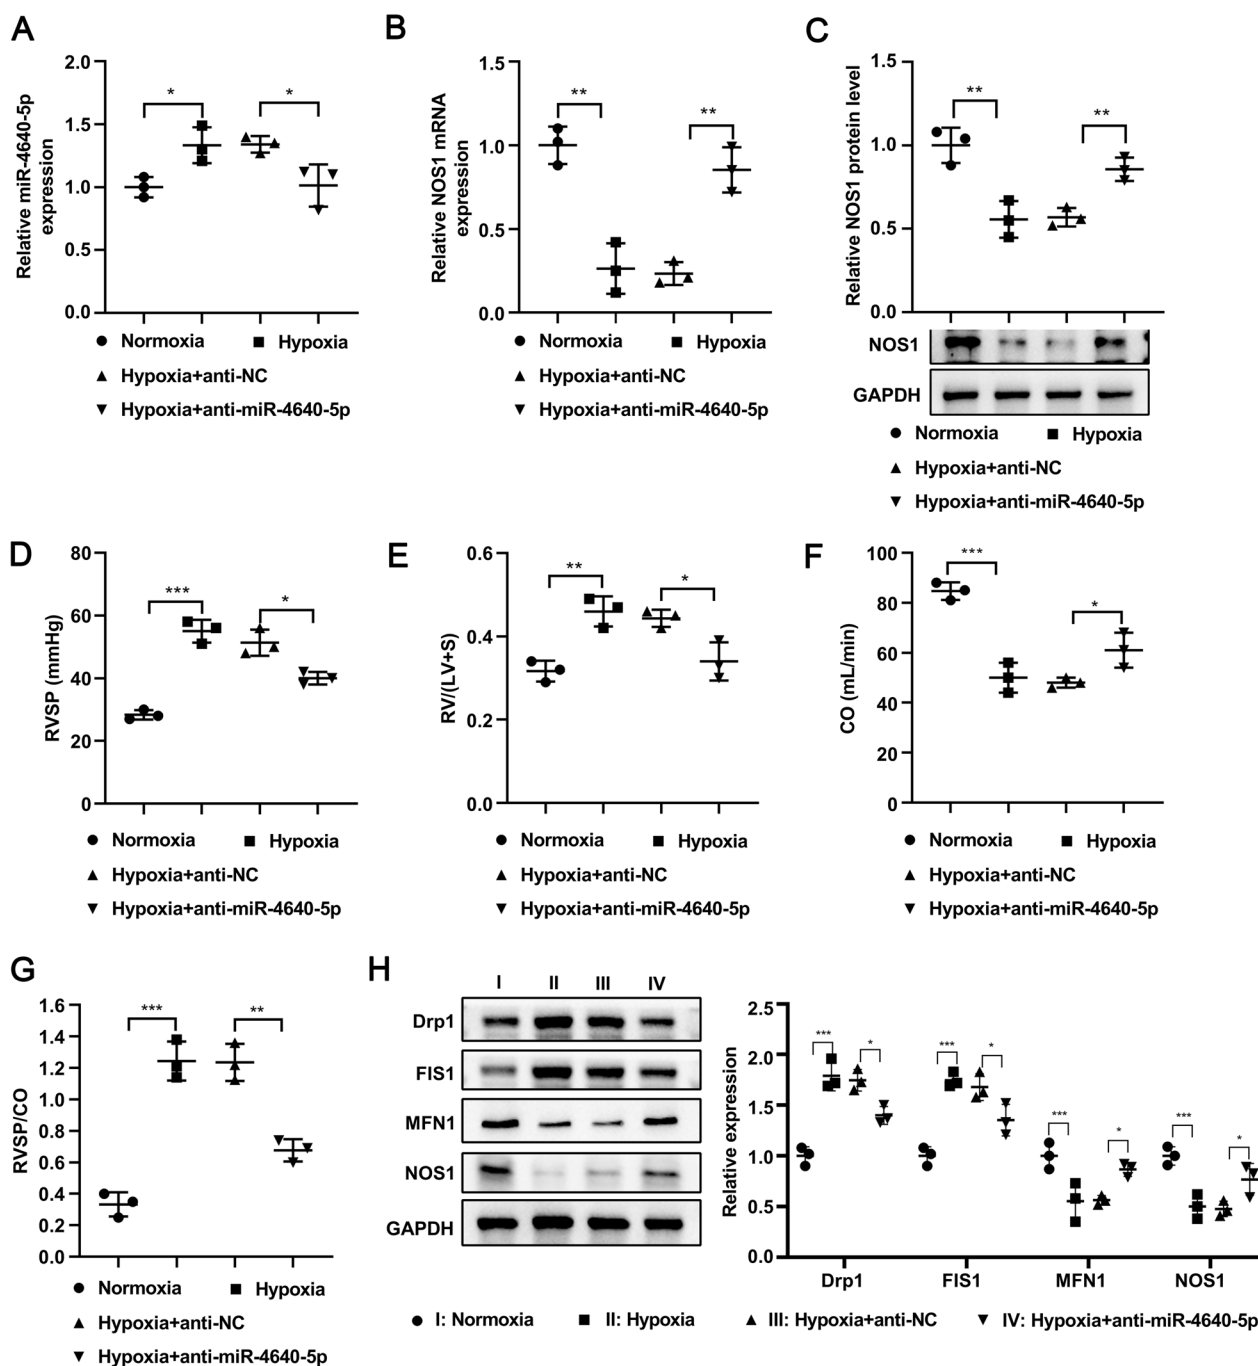 A
Relative miR-4640-5p
expression
2.0
1.5
1.0
0.5
0.0
*
*
Normoxia
Hypoxia
Hypoxia+anti-NC
Hypoxia+anti-miR-4640-5p
B
Relative NOS1 mRNA
expression
1.5
1.0
0.5
0.0
**
**
Normoxia
Hypoxia
Hypoxia+anti-NC
Hypoxia+anti-miR-4640-5p
C
Relative NOS1 protein level
1.5
1.0
0.5
0.0
**
**
NOS1
GAPDH
Normoxia
Hypoxia
Hypoxia+anti-NC
Hypoxia+anti-miR-4640-5p
D
RVSP (mmHg)
80
60
40
20
0
***
*
Normoxia
Hypoxia
Hypoxia+anti-NC
Hypoxia+anti-miR-4640-5p
E
RV/(LV+S)
0.6
0.4
0.2
0.0
**
*
Normoxia
Hypoxia
Hypoxia+anti-NC
Hypoxia+anti-miR-4640-5p
F
CO (mL/min)
100
80
60
40
20
0
***
*
Normoxia
Hypoxia
Hypoxia+anti-NC
Hypoxia+anti-miR-4640-5p
G
RVSP/CO
1.6
1.4
1.2
1.0
0.8
0.6
0.4
0.2
0.0
***
**
Normoxia
Hypoxia
Hypoxia+anti-NC
Hypoxia+anti-miR-4640-5p
H
I II III IV
Drp1
FIS1
MFN1
NOS1
GAPDH
Relative expression
2.5
2.0
1.5
1.0
0.5
0.0
***
*
***
*
***
*
***
*
Drp1 FIS1 MFN1 NOS1
I: Normoxia
II: Hypoxia
III: Hypoxia+anti-NC
IV: Hypoxia+anti-miR-4640-5p